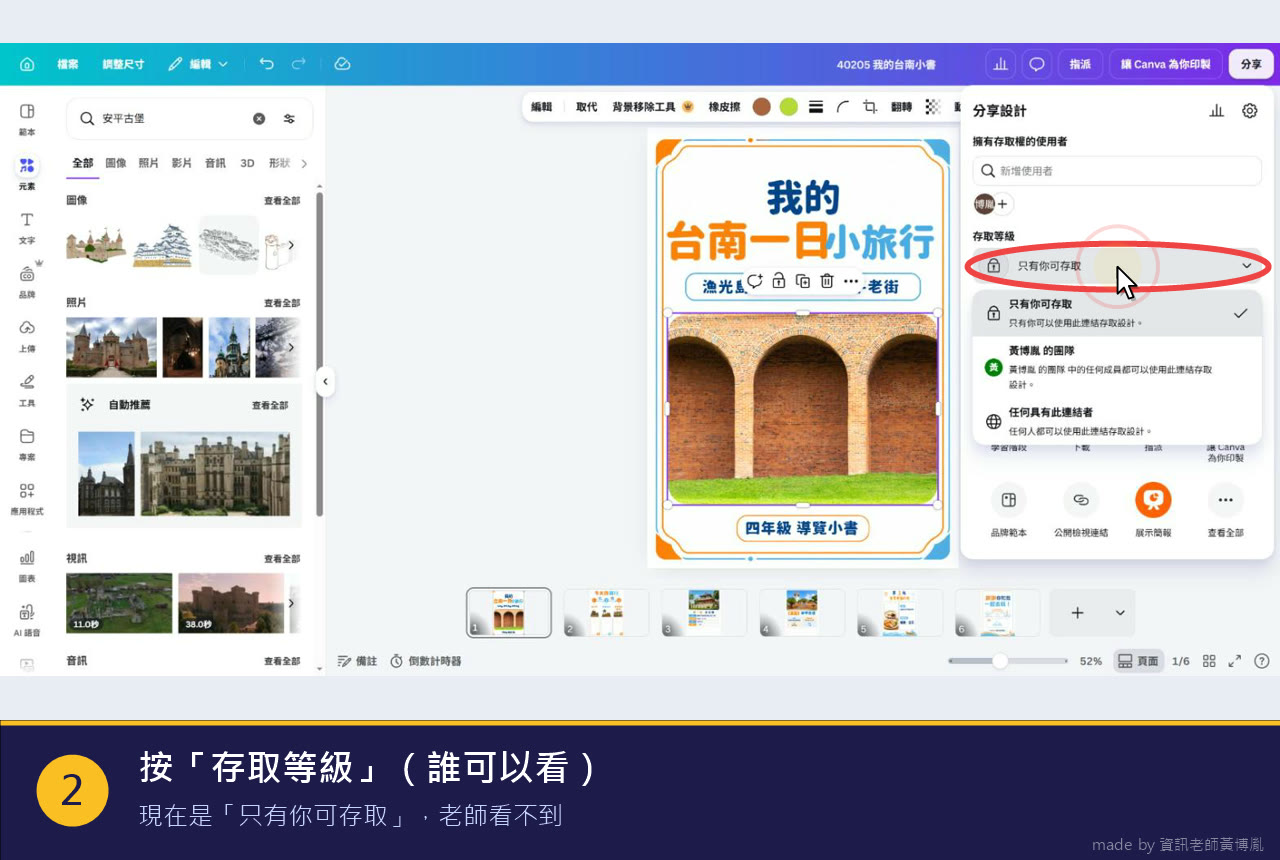 檔案
調整尺寸
編輯
40205 我的台南小書
指派
讓 Canva 為你印製
分享
範本
元素
文字
品牌
上傳
工具
專案
應用程式
圖表
AI 語音
安平古堡
全部
圖像
照片
影片
音訊
3D
形狀
圖像
查看全部
照片
查看全部
自動推薦
查看全部
視訊
查看全部
11.0秒
38.0秒
音訊
查看全部
編輯
取代
背景移除工具
橡皮擦
翻轉
我的
台南一日小旅行
漁光島
老街
四年級 導覽小書
分享設計
擁有存取權的使用者
新增使用者
博胤
存取等級
只有你可存取
只有你可存取
只有你可以使用此連結存取設計。
黃
黃博胤 的團隊
黃博胤 的團隊 中的任何成員都可以使用此連結存取
設計。
任何具有此連結者
任何人都可以使用此連結存取設計。
學習階段
下載
指派
讓 Canva
為你印製
品牌範本
公開檢視連結
展示簡報
查看全部
1
2
3
4
5
6
備註
倒數計時器
52%
頁面
1/6
2
按「存取等級」（誰可以看）
現在是「只有你可存取」，老師看不到
made by 資訊老師黃博胤